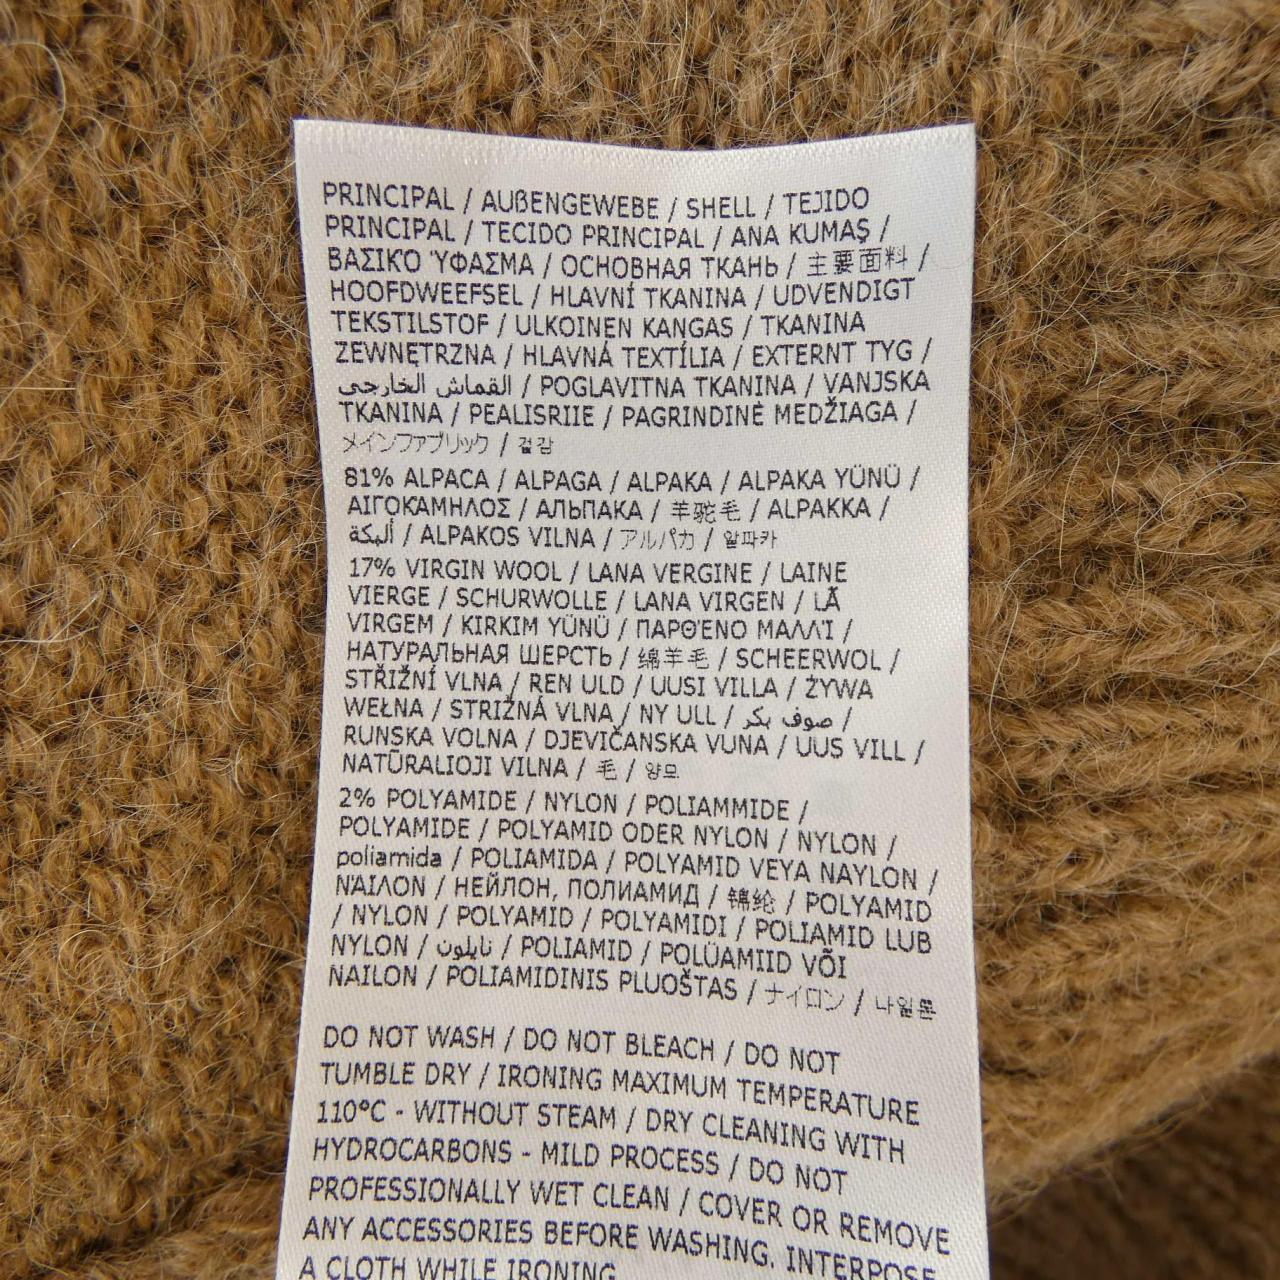 PRINCIPAL / AUßENGEWEBE / SHELL / TEJIDO
PRINCIPAL / TECIDO PRINCIPAL / ANA KUMAŞ /
ΒΑΣΙΚ'Ο 'ΥΦΑΣΜΑ / ОСНОВНАЯ ТКАНЬ / 主要面料 /
HOOFDWEEFSEL / HLAVNÍ TKANINA / UDVENDIGT
TEKSTILSTOF / ULKOINEN KANGAS / TKANINA
ZEWNĘTRZNA / HLAVNÁ TEXTÍLIA / EXTERNT TYG /
القماش الخارجي / POGLAVITNA TKANINA / VANJSKA
TKANINA / PEALISRIIE / PAGRINDINĖ MEDŽIAGA /
メインファブリック / 겉감
81% ALPACA / ALPAGA / ALPAKA / ALPAKA YÜNÜ /
ΑΙΓΟΚΑΜΗΛΟΣ / АЛЬПАКА / 羊驼毛 / ALPAKKA /
ألبكة / ALPAKOS VILNA / アルパカ / 알파카
17% VIRGIN WOOL / LANA VERGINE / LAINE
VIERGE / SCHURWOLLE / LANA VIRGEN / LÃ
VIRGEM / KIRKIM YÜNÜ / ΠΑΡΘ'ΕΝΟ ΜΑΛΛ'Ι /
НАТУРАЛЬНАЯ ШЕРСТЬ / 绵羊毛 / SCHEERWOL /
STŘIŽNÍ VLNA / REN ULD / UUSI VILLA / ŻYWA
WEŁNA / STRIŽNÁ VLNA / NY ULL / صوف بكر /
RUNSKA VOLNA / DJEVIČANSKA VUNA / UUS VILL /
NATŪRALIOJI VILNA / 毛 / 양모
2% POLYAMIDE / NYLON / POLIAMMIDE /
POLYAMIDE / POLYAMID ODER NYLON / NYLON /
poliamida / POLIAMIDA / POLYAMID VEYA NAYLON /
Ν'ΑΙΛΟΝ / НЕЙЛОН, ПОЛИАМИД / 锦纶 / POLYAMID
/ NYLON / POLYAMID / POLYAMIDI / POLIAMID LUB
NYLON / نايلون / POLIAMID / POLÜAMIID VÕI
NAILON / POLIAMIDINIS PLUOŠTAS / ナイロン / 나일론
DO NOT WASH / DO NOT BLEACH / DO NOT
TUMBLE DRY / IRONING MAXIMUM TEMPERATURE
110°C - WITHOUT STEAM / DRY CLEANING WITH
HYDROCARBONS - MILD PROCESS / DO NOT
PROFESSIONALLY WET CLEAN / COVER OR REMOVE
ANY ACCESSORIES BEFORE WASHING. INTERPOSE
A CLOTH WHILE IRONING.